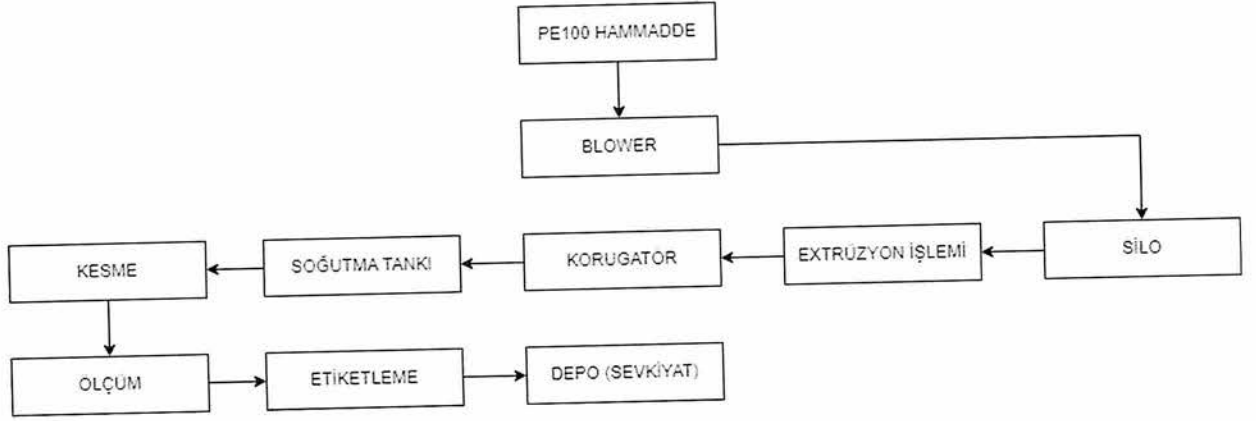 PE100 HAMMADDE
BLOWER
SİLO
EXTRÜZYON İŞLEMİ
KORUGATÖR
SOĞUTMA TANKI
KESME
ÖLÇÜM
ETİKETLEME
DEPO (SEVKİYAT)